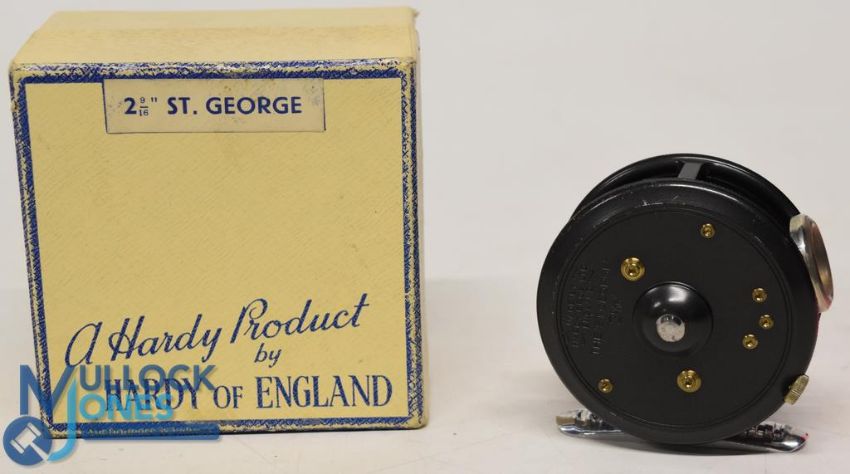 2 9/16" ST. GEORGE
A Hardy Product
by
HARDY OF ENGLAND
MULLOCK
JONES